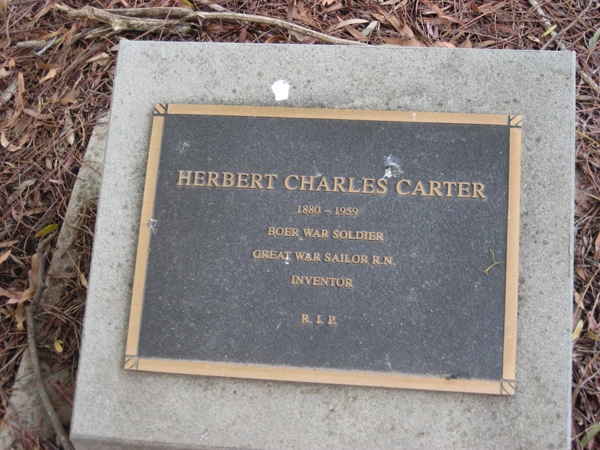 HERBERT CHARLES CARTER
1880 – 1959
BOER WAR SOLDIER
GREAT WAR SAILOR R.N.
INVENTOR
R. I. P.